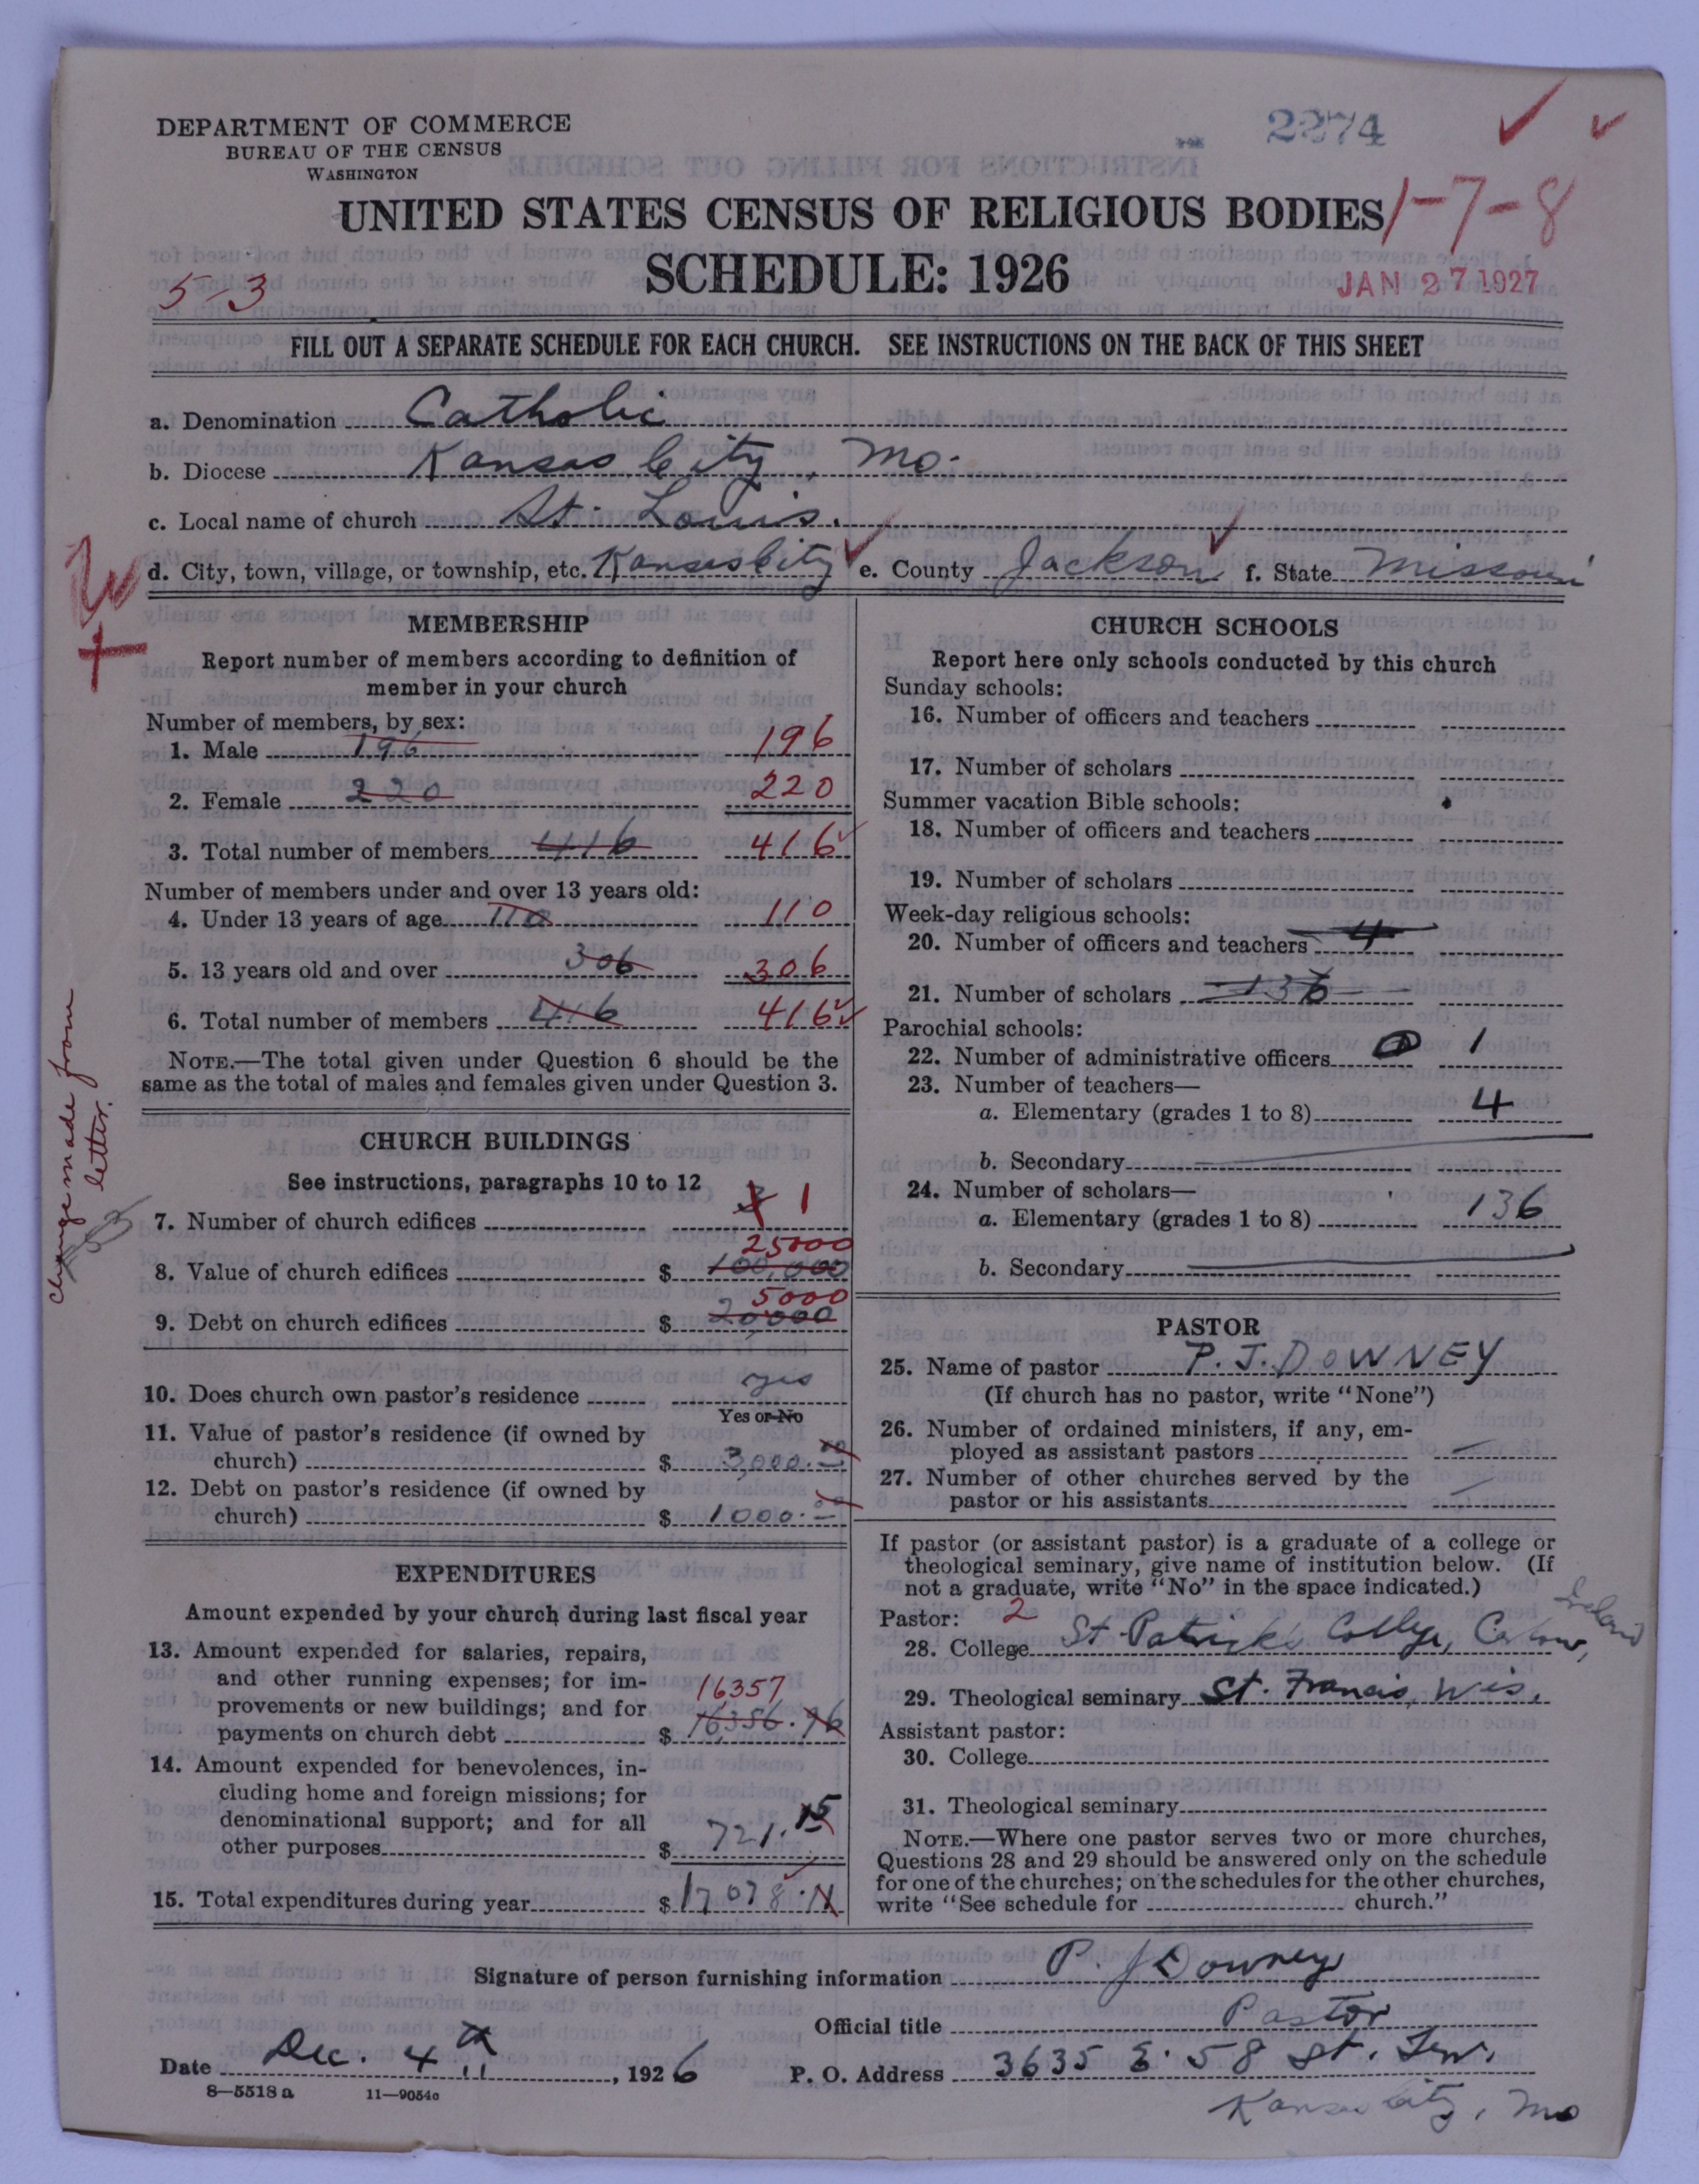 DEPARTMENT OF COMMERCE
BUREAU OF THE CENSUS
WASHINGTON
2274
UNITED STATES CENSUS OF RELIGIOUS BODIES
1-7-8
SCHEDULE: 1926
5-3
JAN 27 1927
FILL OUT A SEPARATE SCHEDULE FOR EACH CHURCH. SEE INSTRUCTIONS ON THE BACK OF THIS SHEET
a. Denomination Catholic
b. Diocese Kansas City, Mo.
c. Local name of church St. Louis.
d. City, town, village, or township, etc. Kansas City e. County Jackson f. State Missouri
MEMBERSHIP
Report number of members according to definition of
member in your church
Number of members, by sex:
1. Male 196 196
2. Female 220 220
3. Total number of members 416 416
Number of members under and over 13 years old:
4. Under 13 years of age 110 110
5. 13 years old and over 306 306
6. Total number of members 416 416
NOTE.—The total given under Question 6 should be the
same as the total of males and females given under Question 3.
change made from
letter.
CHURCH BUILDINGS
See instructions, paragraphs 10 to 12
7. Number of church edifices 1
25000
8. Value of church edifices $ 100,000
5000
9. Debt on church edifices $ 20,000
10. Does church own pastor's residence yes
Yes or No
11. Value of pastor's residence (if owned by
church) $ 3,000.00
12. Debt on pastor's residence (if owned by
church) $ 1000.00
EXPENDITURES
Amount expended by your church during last fiscal year
13. Amount expended for salaries, repairs,
and other running expenses; for im-
provements or new buildings; and for
16357
payments on church debt $ 16,356.96
14. Amount expended for benevolences, in-
cluding home and foreign missions; for
denominational support; and for all
other purposes $ 721.15
15. Total expenditures during year $ 17,078.11
CHURCH SCHOOLS
Report here only schools conducted by this church
Sunday schools:
16. Number of officers and teachers
17. Number of scholars
Summer vacation Bible schools:
18. Number of officers and teachers
19. Number of scholars
Week-day religious schools:
20. Number of officers and teachers 4
21. Number of scholars 136
Parochial schools:
22. Number of administrative officers 1
23. Number of teachers—
a. Elementary (grades 1 to 8) 4
b. Secondary
24. Number of scholars—
a. Elementary (grades 1 to 8) 136
b. Secondary
PASTOR
25. Name of pastor P. J. DOWNEY
(If church has no pastor, write "None")
26. Number of ordained ministers, if any, em-
ployed as assistant pastors —
27. Number of other churches served by the
pastor or his assistants —
If pastor (or assistant pastor) is a graduate of a college or
theological seminary, give name of institution below. (If
not a graduate, write "No" in the space indicated.)
Pastor: 2
28. College St. Patrick's College, Carlow, Ireland
29. Theological seminary St. Francis, Wis.
Assistant pastor:
30. College
31. Theological seminary
NOTE.—Where one pastor serves two or more churches,
Questions 28 and 29 should be answered only on the schedule
for one of the churches; on the schedules for the other churches,
write "See schedule for church."
Signature of person furnishing information P. J Downey
Official title Pastor
Date Dec. 4th, 1926 P. O. Address 3635 E. 58 St. Ter.
8—5518 a 11—9054c
Kansas City, Mo